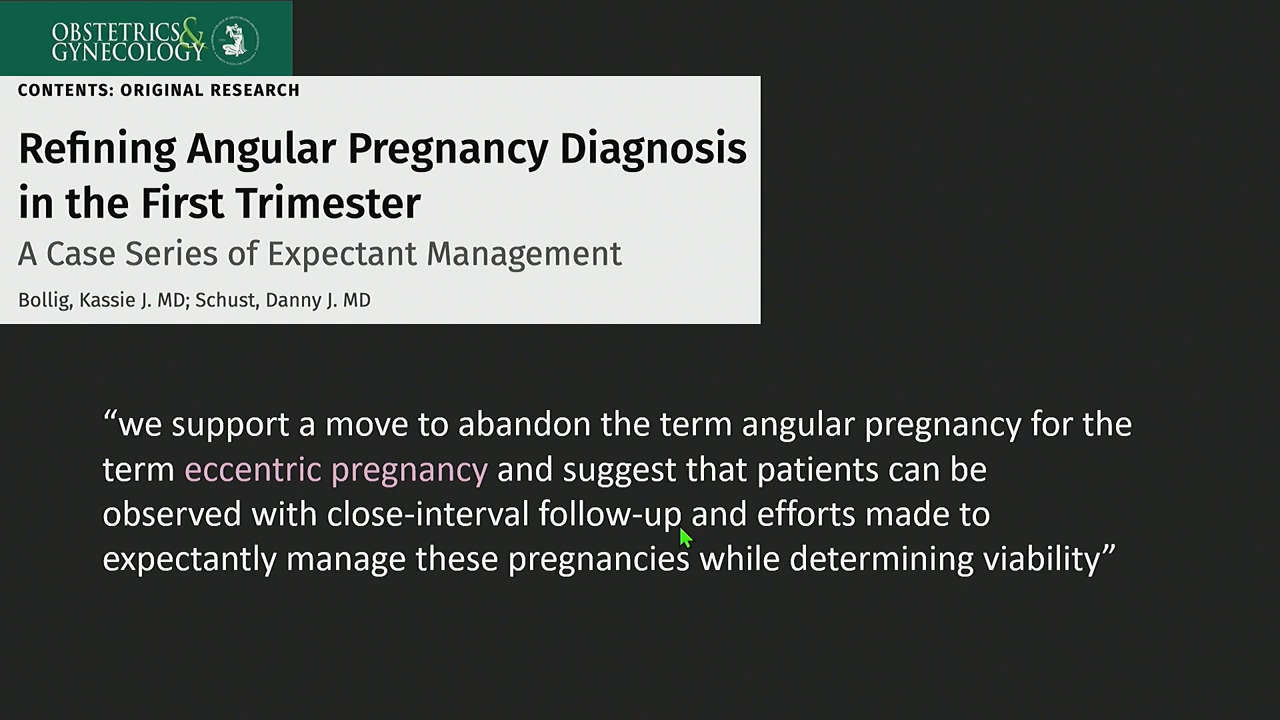 OBSTETRICS&
GYNECOLOGY
CONTENTS: ORIGINAL RESEARCH
Refining Angular Pregnancy Diagnosis
in the First Trimester
A Case Series of Expectant Management
Bollig, Kassie J. MD; Schust, Danny J. MD
“we support a move to abandon the term angular pregnancy for the
term eccentric pregnancy and suggest that patients can be
observed with close-interval follow-up and efforts made to
expectantly manage these pregnancies while determining viability”